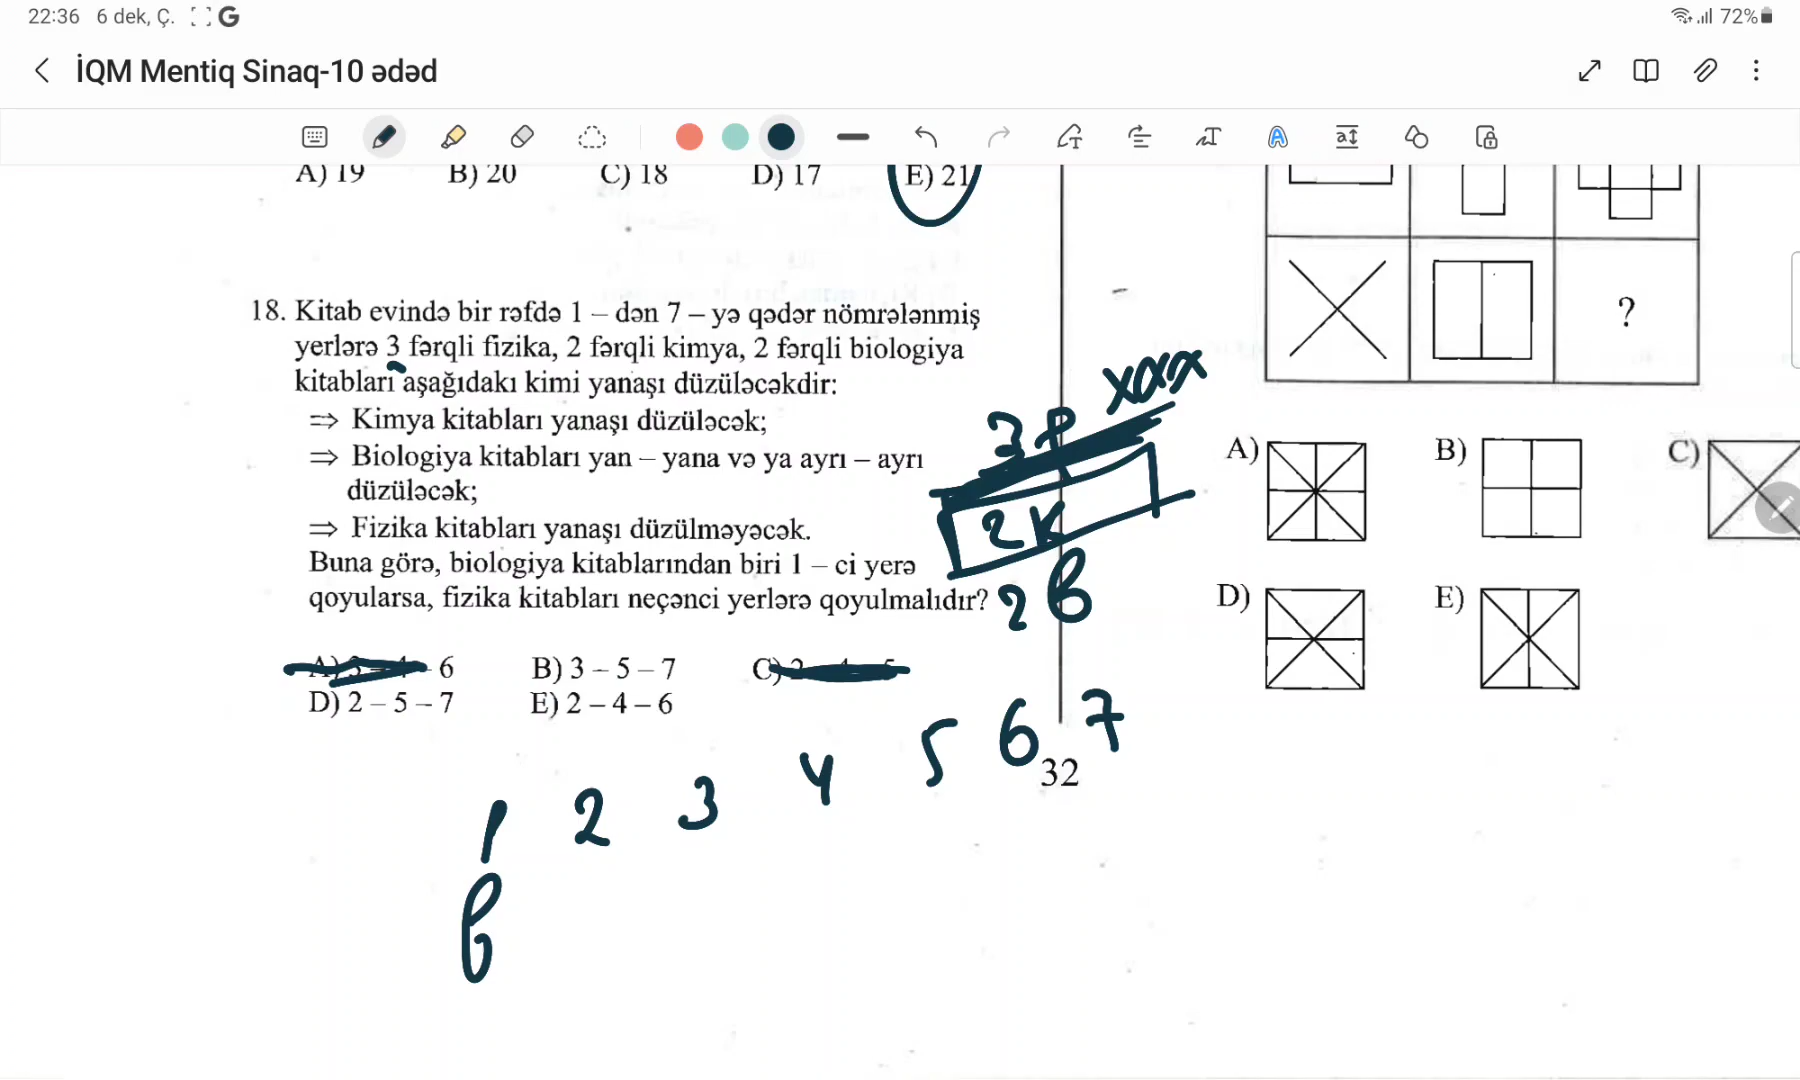 22:36 6 dek, Ç. G
72%
İQM Mentiq Sinaq-10 ədəd
A) 19 B) 20 C) 18 D) 17 E) 21
18. Kitab evində bir rəfdə 1 – dən 7 – yə qədər nömrələnmiş
yerlərə 3 fərqli fizika, 2 fərqli kimya, 2 fərqli biologiya
kitabları aşağıdakı kimi yanaşı düzüləcəkdir:
⇒ Kimya kitabları yanaşı düzüləcək;
⇒ Biologiya kitabları yan – yana və ya ayrı – ayrı
düzüləcək;
⇒ Fizika kitabları yanaşı düzülməyəcək.
Buna görə, biologiya kitablarından biri 1 – ci yerə
qoyularsa, fizika kitabları neçənci yerlərə qoyulmalıdır?
6 B) 3 – 5 – 7 C)
D) 2 – 5 – 7 E) 2 – 4 – 6
3 f
2 K
2 B
1 2 3 4 5 6 7
B
32
?
A) B) C)
D) E)